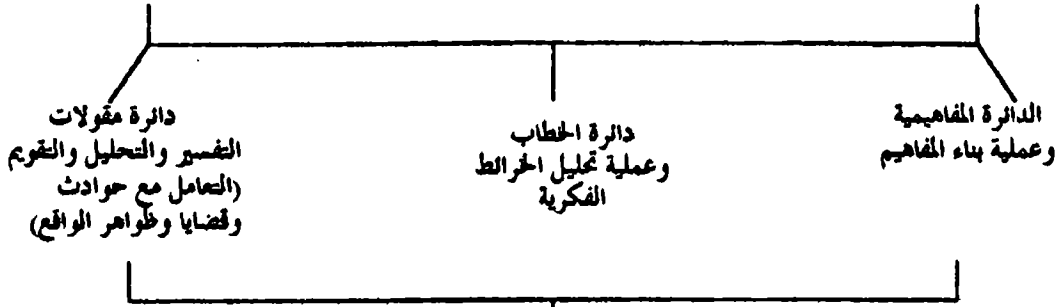 الدائرة المفاهيمية
وعملية بناء المفاهيم
دائرة الخطاب
وعملية تحليل الخرائط
الفكرية
دائرة مقولات
التفسير والتحليل والتقويم
(التعامل مع حوادث
وقضايا وظواهر الواقع)